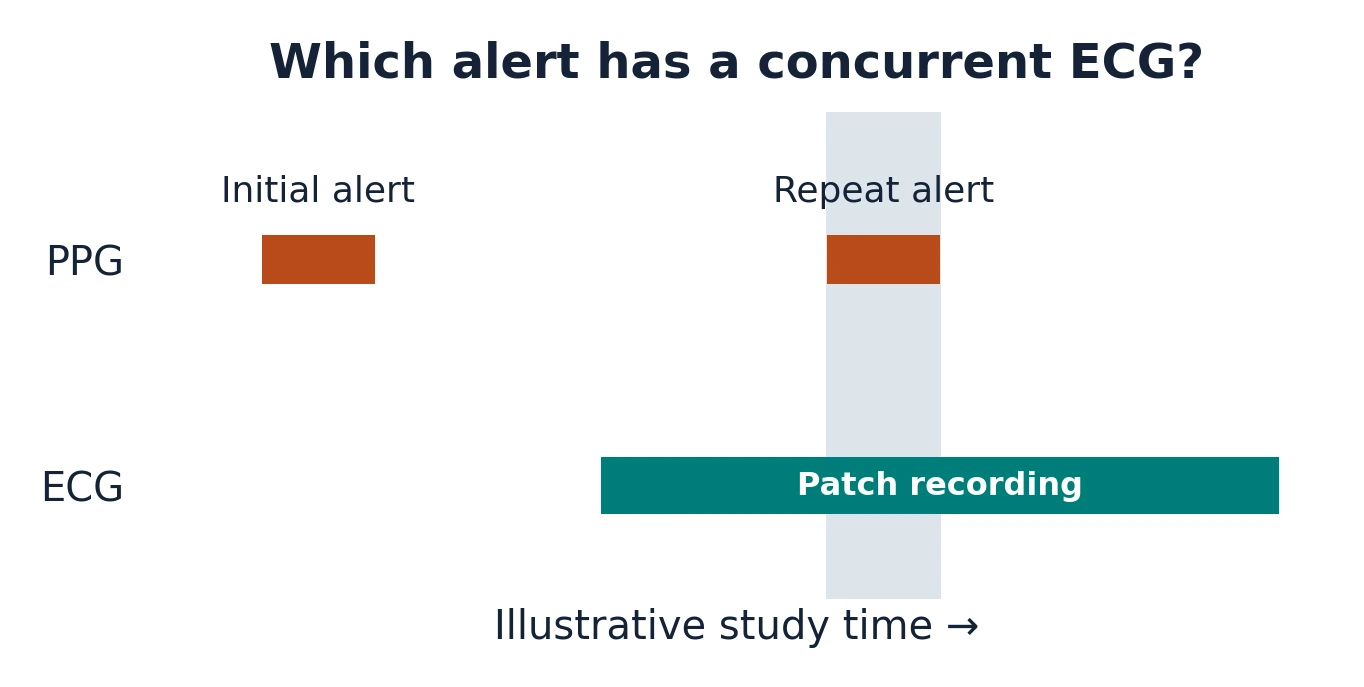 Which alert has a concurrent ECG?
Initial alert
Repeat alert
PPG
ECG
Patch recording
Illustrative study time →